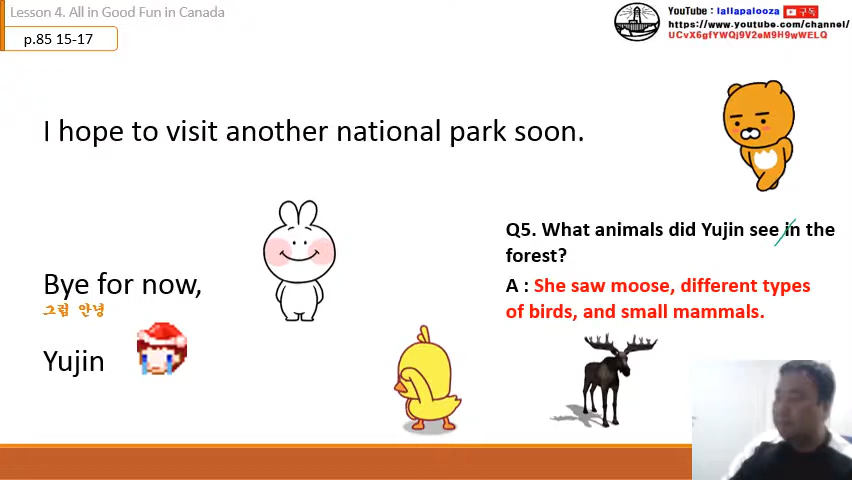 Lesson 4. All in Good Fun in Canada
p.85 15-17
YouTube : lallapalooza 구독
https://www.youtube.com/channel/
UCvX6gfYWQj9V2eM9H9wWELQ
I hope to visit another national park soon.
Q5. What animals did Yujin see in the
forest?
A : She saw moose, different types
of birds, and small mammals.
Bye for now,
그럼 안녕
Yujin